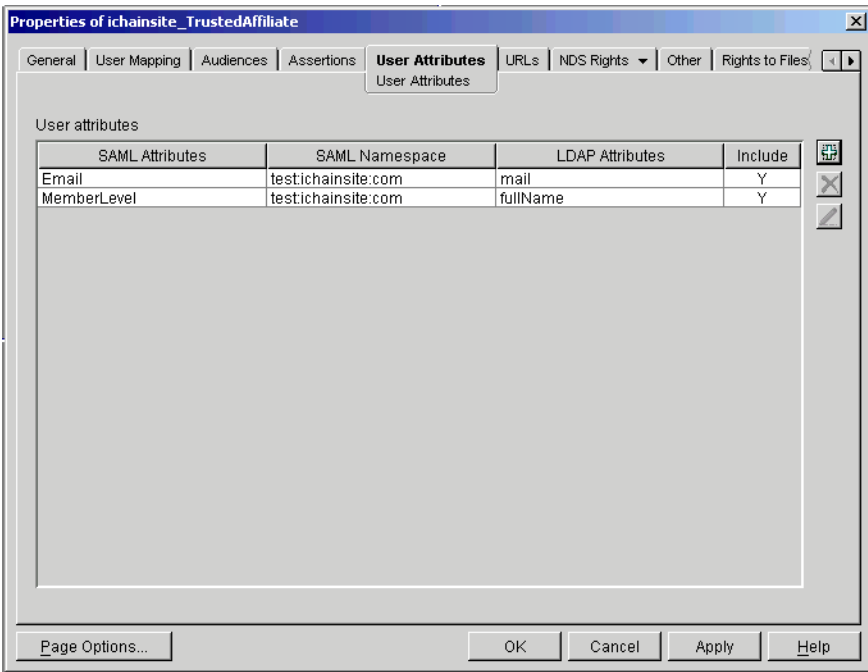 Properties of ichainsite_TrustedAffiliate
General User Mapping Audiences Assertions User Attributes URLs NDS Rights Other Rights to Files
User Attributes
User attributes
SAML Attributes SAML Namespace LDAP Attributes Include
Email test:ichainsite:com mail Y
MemberLevel test:ichainsite:com fullName Y
Page Options... OK Cancel Apply Help